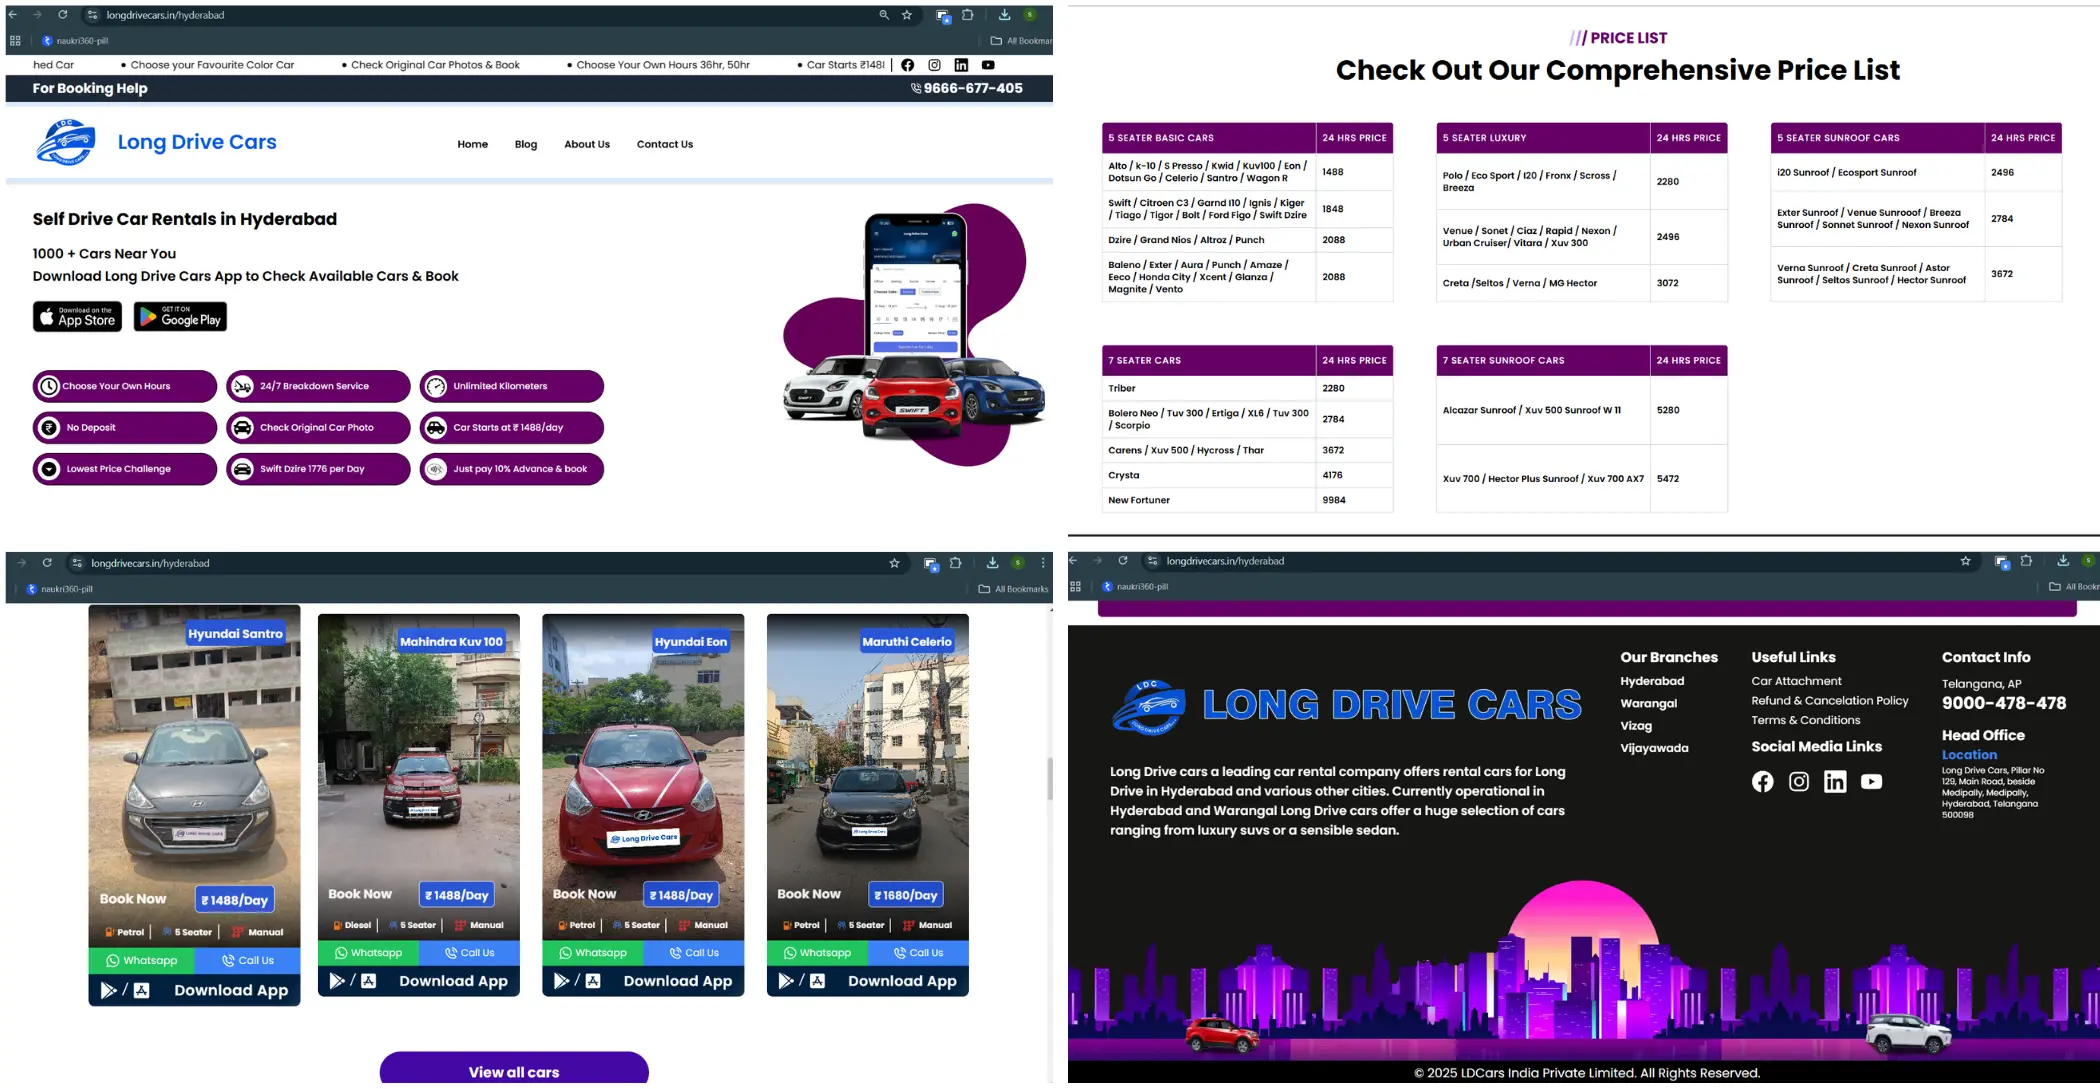 longdrivecars.in/hyderabad
naukri360-pill
All Bookmar
hed Car
• Choose your Favourite Color Car
• Check Original Car Photos & Book
• Choose Your Own Hours 36hr, 50hr
• Car Starts ₹148
For Booking Help
9666-677-405
LDC
Long Drive Cars
Home
Blog
About Us
Contact Us
Self Drive Car Rentals in Hyderabad
1000 + Cars Near You
Download Long Drive Cars App to Check Available Cars & Book
Download on the
App Store
GET IT ON
Google Play
Choose Your Own Hours
24/7 Breakdown Service
Unlimited Kilometers
No Deposit
Check Original Car Photo
Car Starts at ₹ 1488/day
Lowest Price Challenge
Swift Dzire 1776 per Day
Just pay 10% Advance & book
Long Drive Cars
SWIFT
/// PRICE LIST
Check Out Our Comprehensive Price List
5 SEATER BASIC CARS
24 HRS PRICE
Alto / k-10 / S Presso / Kwid / Kuv100 / Eon /
Dotsun Go / Celerio / Santro / Wagon R
1488
Swift / Citroen C3 / Garnd I10 / Ignis / Kiger
/ Tiago / Tigor / Bolt / Ford Figo / Swift Dzire
1848
Dzire / Grand Nios / Altroz / Punch
2088
Baleno / Exter / Aura / Punch / Amaze /
Eeco / Honda City / Xcent / Glanza /
Magnite / Vento
2088
5 SEATER LUXURY
24 HRS PRICE
Polo / Eco Sport / I20 / Fronx / Scross /
Breeza
2280
Venue / Sonet / Ciaz / Rapid / Nexon /
Urban Cruiser/ Vitara / Xuv 300
2496
Creta /Seltos / Verna / MG Hector
3072
5 SEATER SUNROOF CARS
24 HRS PRICE
i20 Sunroof / Ecosport Sunroof
2496
Exter Sunroof / Venue Sunrooof / Breeza
Sunroof / Sonnet Sunroof / Nexon Sunroof
2784
Verna Sunroof / Creta Sunroof / Astor
Sunroof / Seltos Sunroof / Hector Sunroof
3672
7 SEATER CARS
24 HRS PRICE
Triber
2280
Bolero Neo / Tuv 300 / Ertiga / XL6 / Tuv 300
/ Scorpio
2784
Carens / Xuv 500 / Hycross / Thar
3672
Crysta
4176
New Fortuner
9984
7 SEATER SUNROOF CARS
24 HRS PRICE
Alcazar Sunroof / Xuv 500 Sunroof W 11
5280
Xuv 700 / Hector Plus Sunroof / Xuv 700 AX7
5472
longdrivecars.in/hyderabad
naukri360-pill
All Bookmarks
Hyundai Santro
LONG DRIVE CARS
Book Now
₹ 1488/Day
Petrol
5 Seater
Manual
Whatsapp
Call Us
/
Download App
Mahindra Kuv 100
Book Now
₹ 1488/Day
Diesel
5 Seater
Manual
Whatsapp
Call Us
/
Download App
Hyundai Eon
Long Drive Cars
Book Now
₹ 1488/Day
Petrol
5 Seater
Manual
Whatsapp
Call Us
/
Download App
Maruthi Celerio
Book Now
₹ 1680/Day
Petrol
5 Seater
Manual
Whatsapp
Call Us
/
Download App
View all cars
longdrivecars.in/hyderabad
naukri360-pill
All Bookr
LDC
LONG DRIVE CARS
Long Drive cars a leading car rental company offers rental cars for Long
Drive in Hyderabad and various other cities. Currently operational in
Hyderabad and Warangal Long Drive cars offer a huge selection of cars
ranging from luxury suvs or a sensible sedan.
Our Branches
Hyderabad
Warangal
Vizag
Vijayawada
Useful Links
Car Attachment
Refund & Cancelation Policy
Terms & Conditions
Social Media Links
Contact Info
Telangana, AP
9000-478-478
Head Office
Location
Long Drive Cars, Pillar No
129, Main Road, beside
Medipally, Medipally,
Hyderabad, Telangana
500098
© 2025 LDCars India Private Limited. All Rights Reserved.